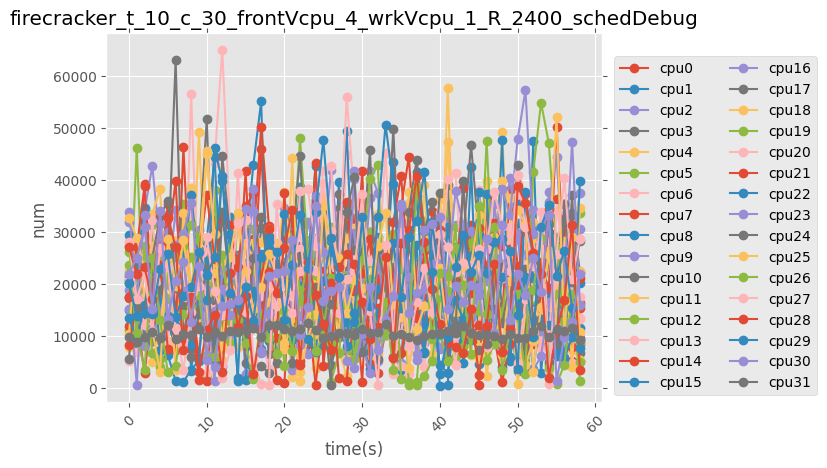 firecracker_t_10_c_30_frontVcpu_4_wrkVcpu_1_R_2400_schedDebug
60000
50000
40000
30000
20000
10000
0
num
0
10
20
30
40
50
60
time(s)
cpu0
cpu1
cpu2
cpu3
cpu4
cpu5
cpu6
cpu7
cpu8
cpu9
cpu10
cpu11
cpu12
cpu13
cpu14
cpu15
cpu16
cpu17
cpu18
cpu19
cpu20
cpu21
cpu22
cpu23
cpu24
cpu25
cpu26
cpu27
cpu28
cpu29
cpu30
cpu31